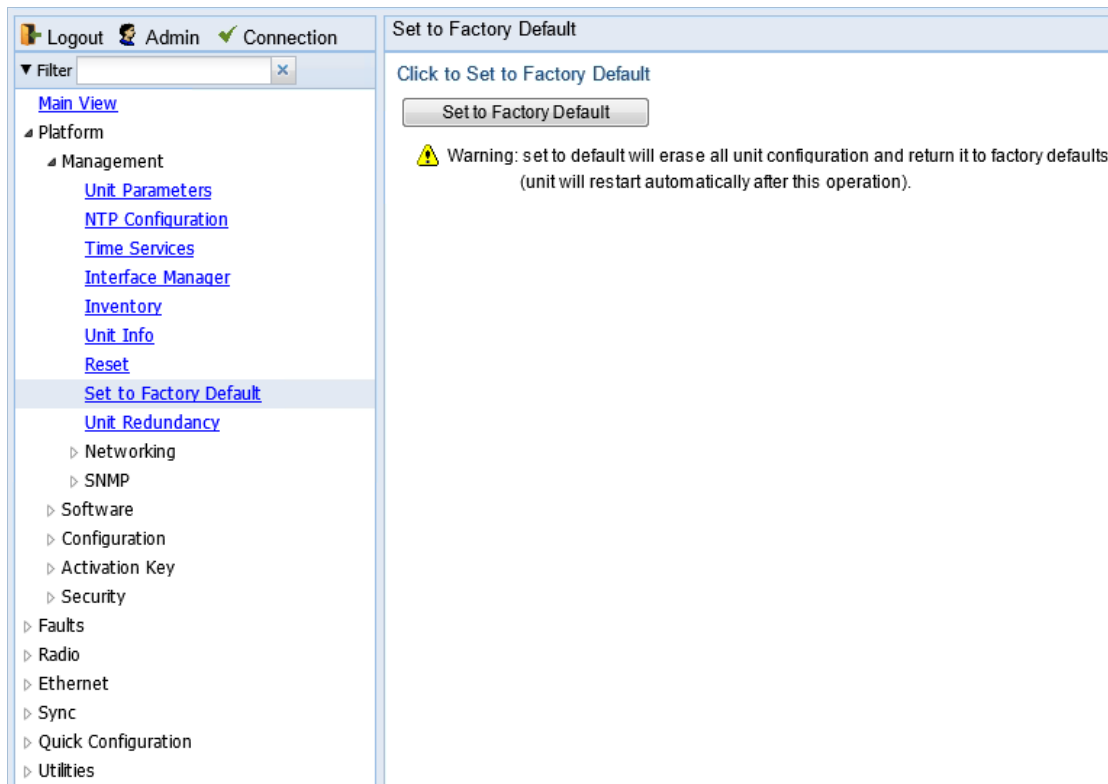 Logout Admin Connection
Filter
Main View
Platform
Management
Unit Parameters
NTP Configuration
Time Services
Interface Manager
Inventory
Unit Info
Reset
Set to Factory Default
Unit Redundancy
Networking
SNMP
Software
Configuration
Activation Key
Security
Faults
Radio
Ethernet
Sync
Quick Configuration
Utilities
Set to Factory Default
Click to Set to Factory Default
Set to Factory Default
Warning: set to default will erase all unit configuration and return it to factory defaults
(unit will restart automatically after this operation).